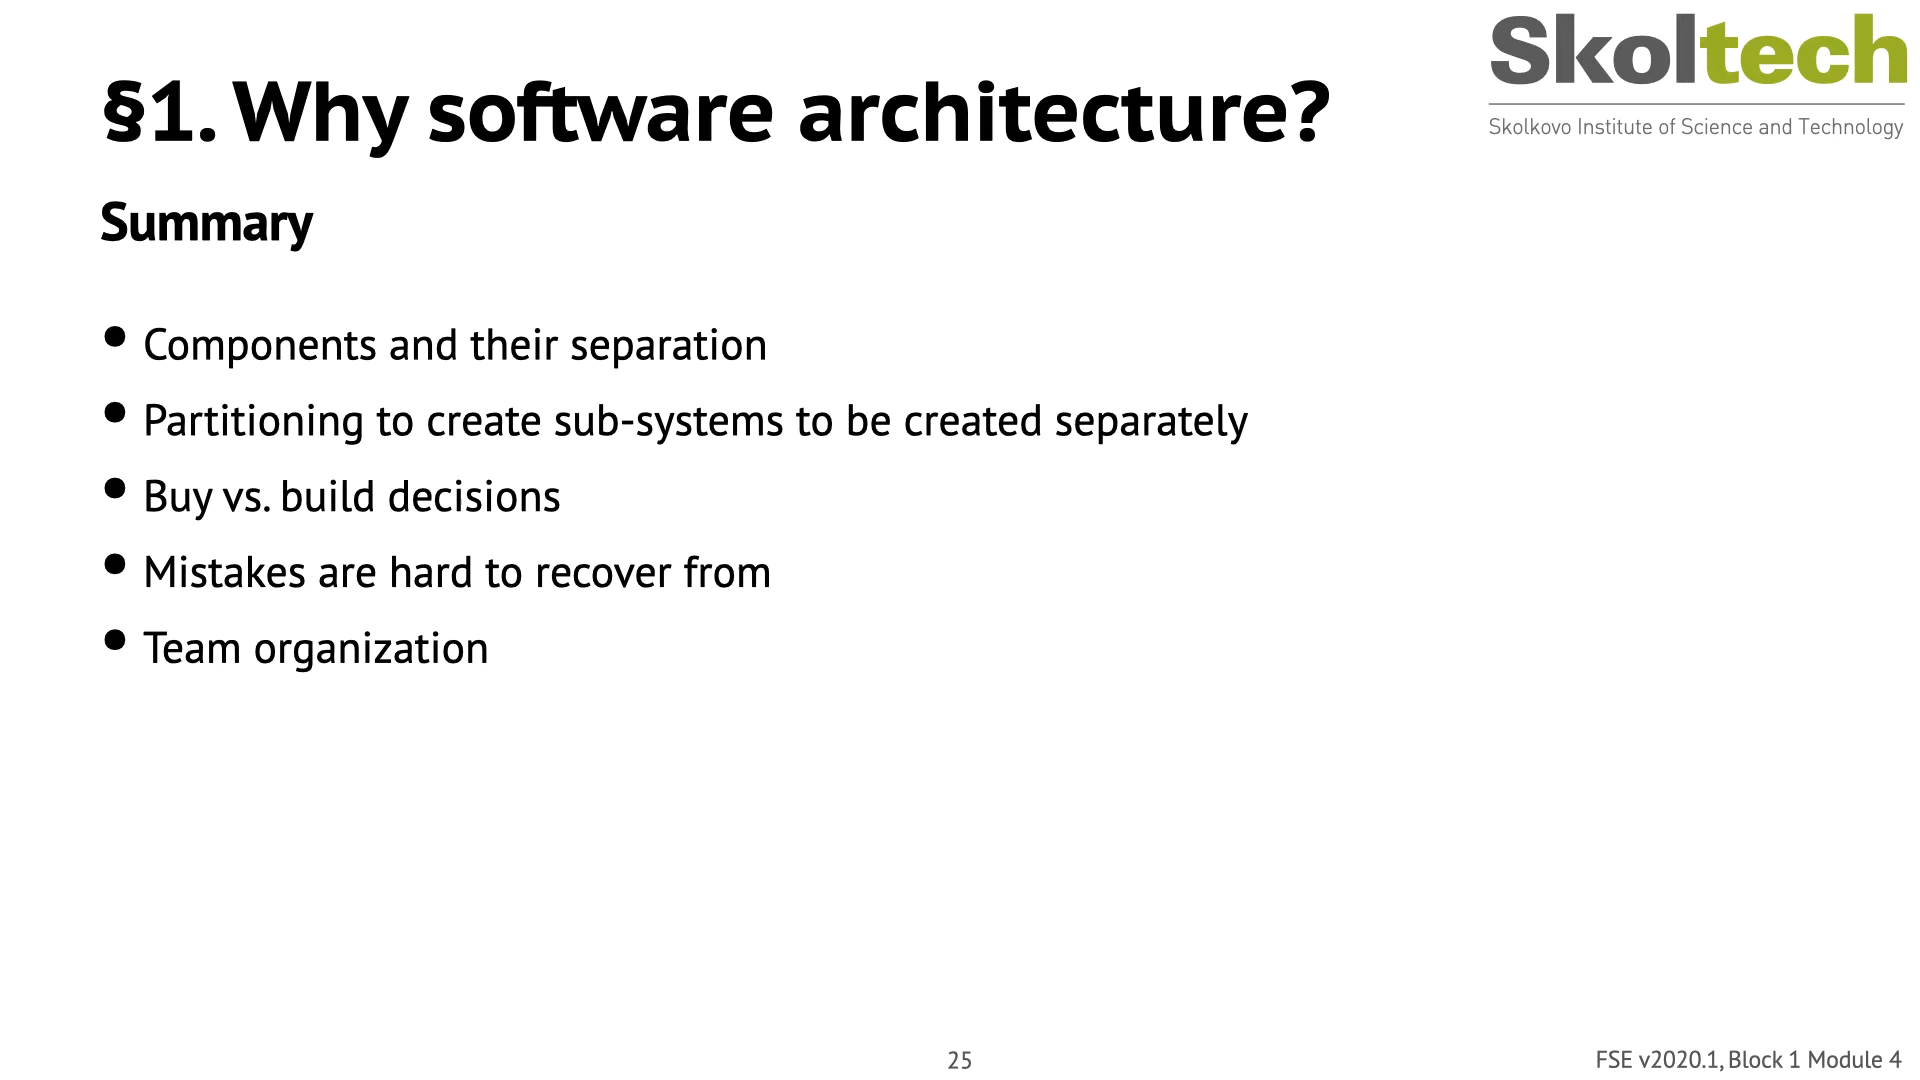 Skoltech
Skolkovo Institute of Science and Technology
§1. Why software architecture?
Summary
• Components and their separation
• Partitioning to create sub-systems to be created separately
• Buy vs. build decisions
• Mistakes are hard to recover from
• Team organization
25
FSE v2020.1, Block 1 Module 4